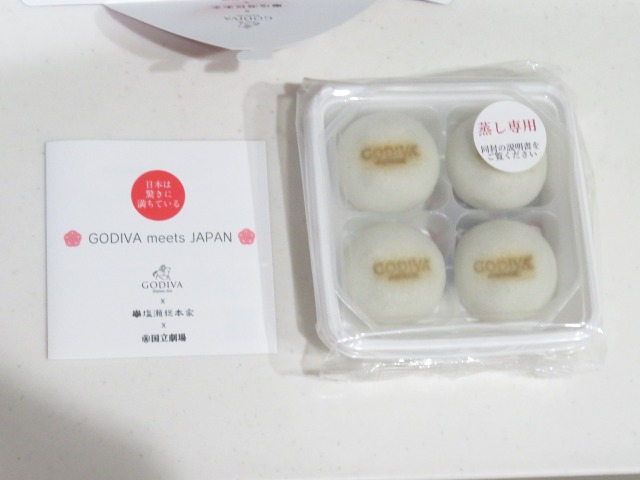 GODIVA
日本は
驚きに
満ちている
GODIVA meets JAPAN
GODIVA
x
塩瀬総本家
x
国立劇場
GODIVA
GODIVA
GODIVA
蒸し専用
同封の説明書を
ご覧ください